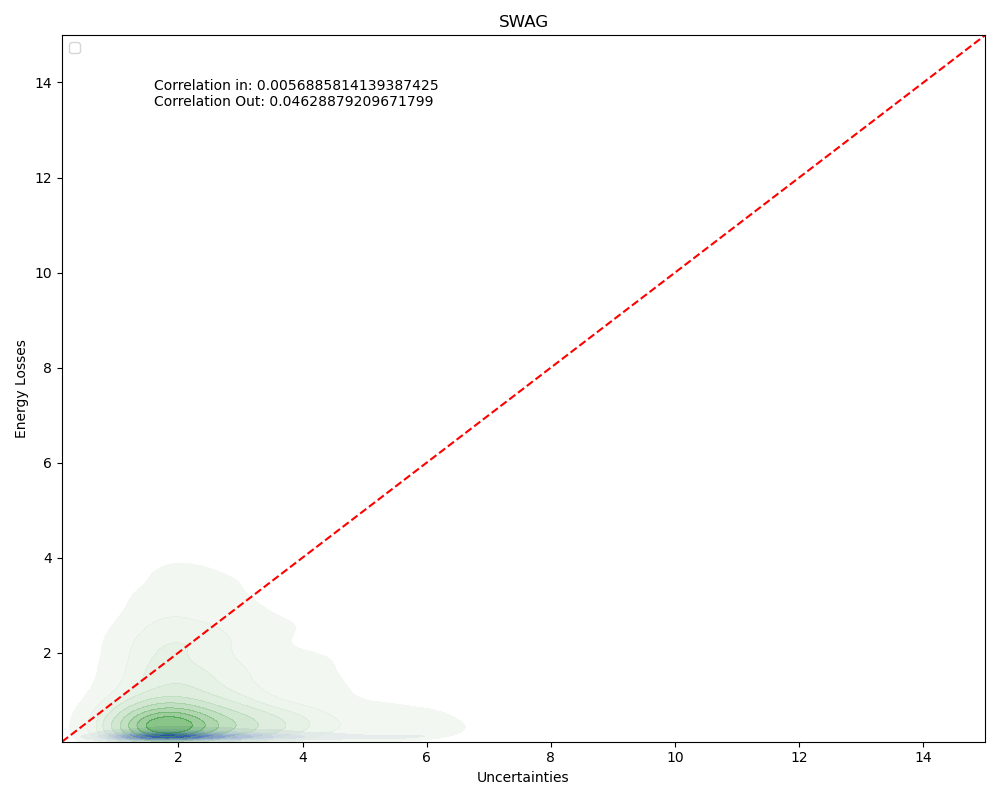 SWAG
Correlation in: 0.0056885814139387425
Correlation Out: 0.04628879209671799
14
12
10
8
6
4
2
Energy Losses
2 4 6 8 10 12 14
Uncertainties